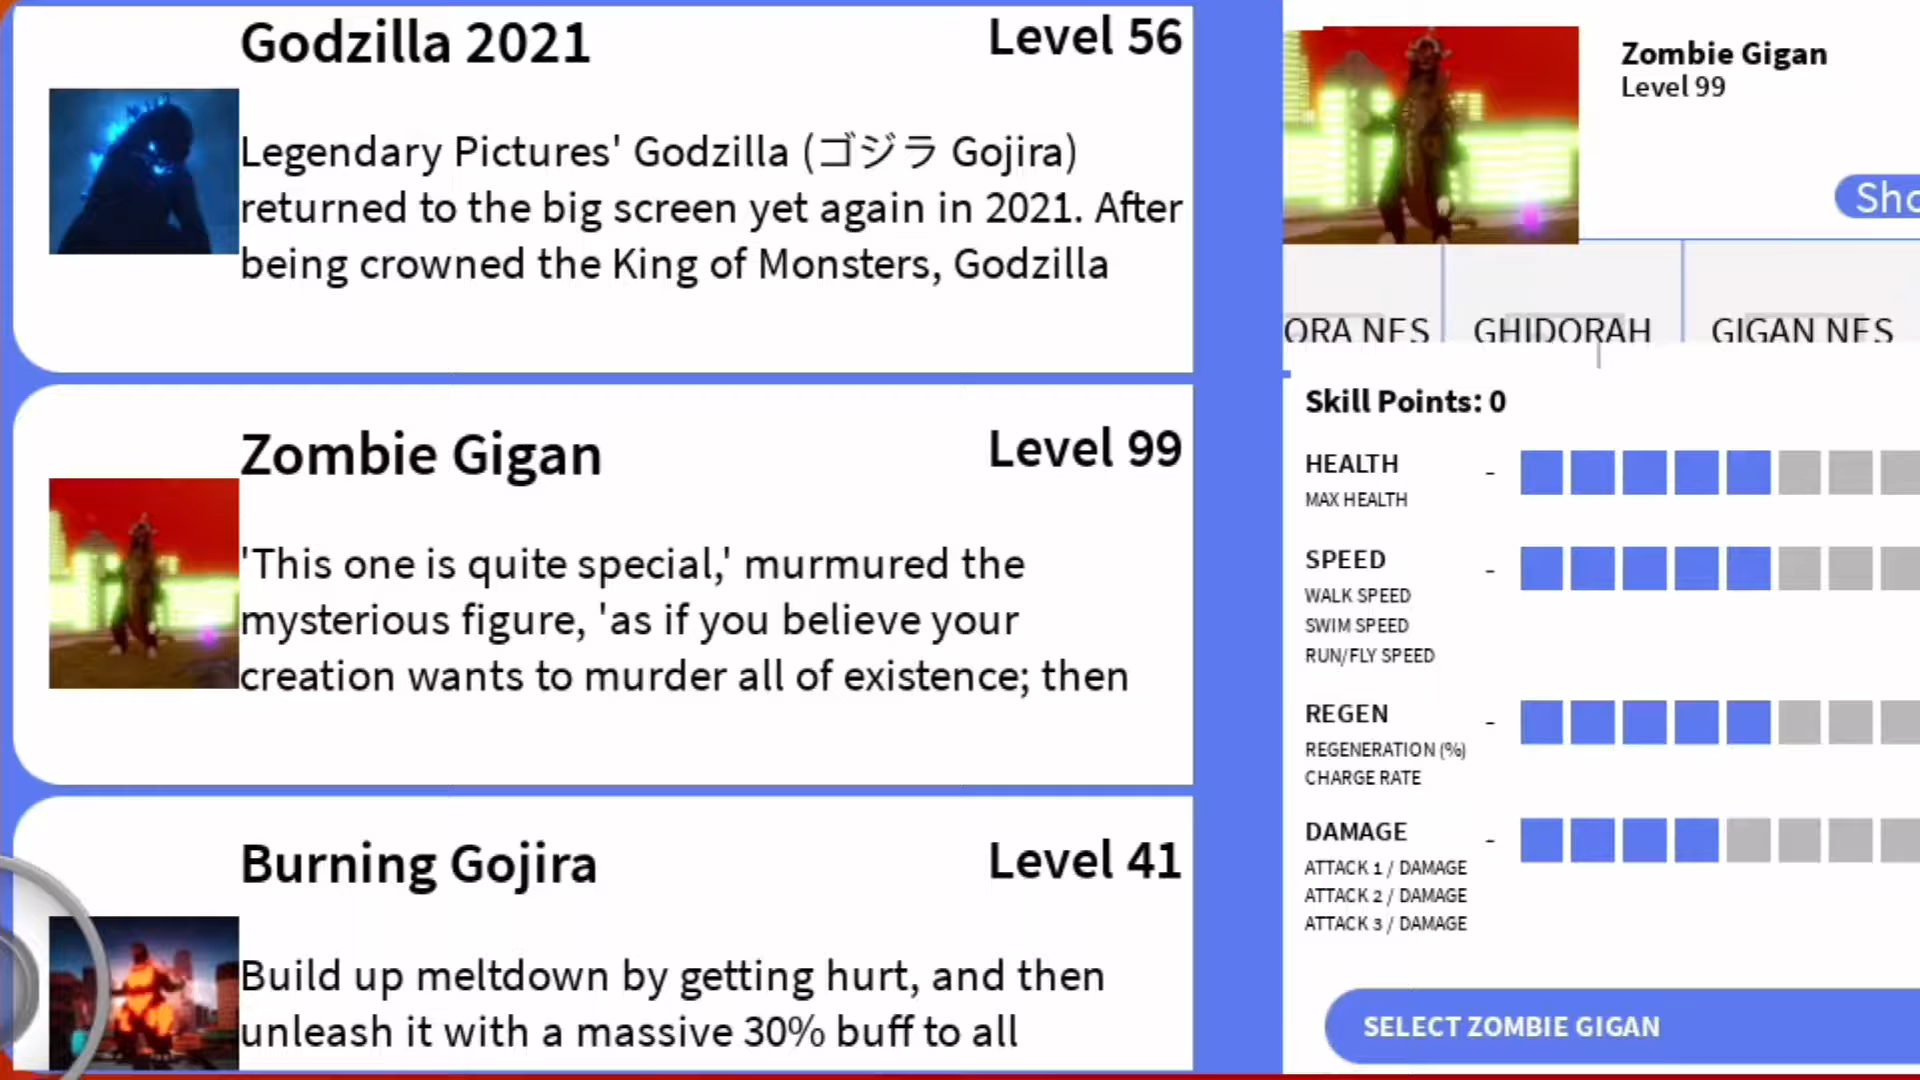 Godzilla 2021
Level 56
Legendary Pictures' Godzilla (ゴジラ Gojira)
returned to the big screen yet again in 2021. After
being crowned the King of Monsters, Godzilla
Zombie Gigan
Level 99
'This one is quite special,' murmured the
mysterious figure, 'as if you believe your
creation wants to murder all of existence; then
Burning Gojira
Level 41
Build up meltdown by getting hurt, and then
unleash it with a massive 30% buff to all
Zombie Gigan
Level 99
Sho
ORA NES
GHIDORAH
GIGAN NES
Skill Points: 0
HEALTH -
MAX HEALTH
SPEED -
WALK SPEED
SWIM SPEED
RUN/FLY SPEED
REGEN -
REGENERATION (%)
CHARGE RATE
DAMAGE -
ATTACK 1 / DAMAGE
ATTACK 2 / DAMAGE
ATTACK 3 / DAMAGE
SELECT ZOMBIE GIGAN